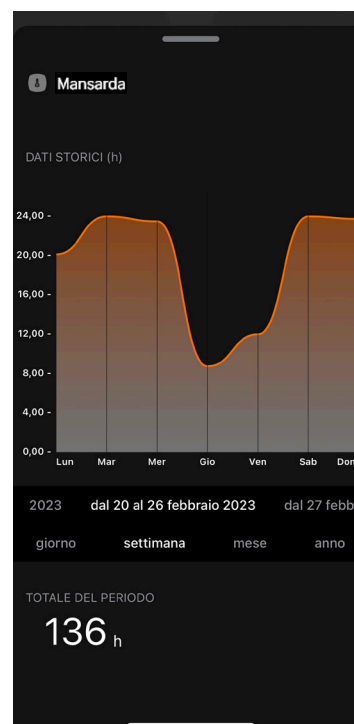 Mansarda
DATI STORICI (h)
24,00 -
20,00 -
16,00 -
12,00 -
8,00 -
4,00 -
0,00 -
Lun Mar Mer Gio Ven Sab Dom
2023 dal 20 al 26 febbraio 2023 dal 27 febb
giorno settimana mese anno
TOTALE DEL PERIODO
136 h